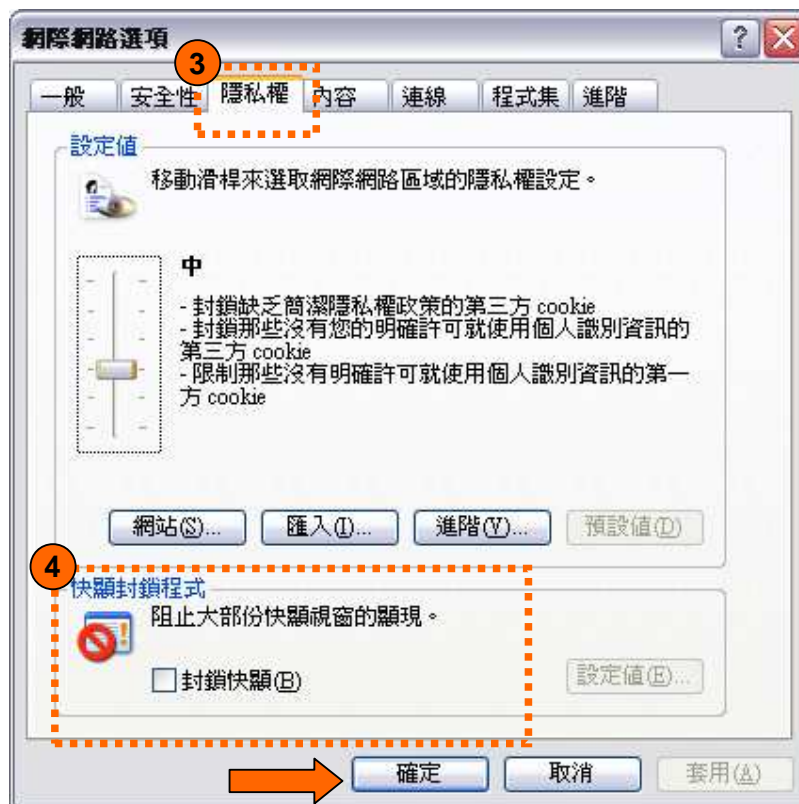 網際網路選項
3
一般 安全性 隱私權 內容 連線 程式集 進階
設定值
移動滑桿來選取網際網路區域的隱私權設定。
中
- 封鎖缺乏簡潔隱私權政策的第三方 cookie
- 封鎖那些沒有您的明確許可就使用個人識別資訊的
第三方 cookie
- 限制那些沒有明確許可就使用個人識別資訊的第一
方 cookie
網站(S)... 匯入(I)... 進階(V)... 預設值(D)
4
快顯封鎖程式
阻止大部份快顯視窗的顯現。
封鎖快顯(B) 設定值(E)...
確定 取消 套用(A)